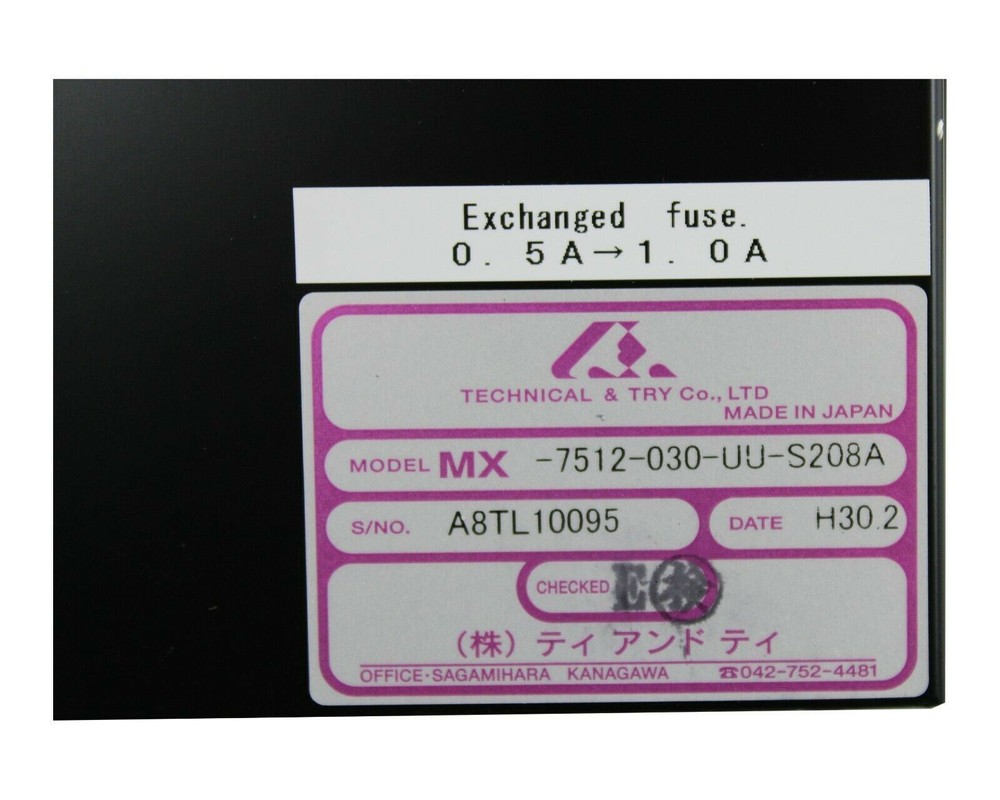 Exchanged fuse.
0. 5A→1. 0A
TECHNICAL & TRY Co., LTD
MADE IN JAPAN
MODEL MX -7512-030-UU-S208A
S/NO. A8TL10095 DATE H30.2
CHECKED E検
(株) ティ アンド ティ
OFFICE・SAGAMIHARA KANAGAWA ☎042-752-4481